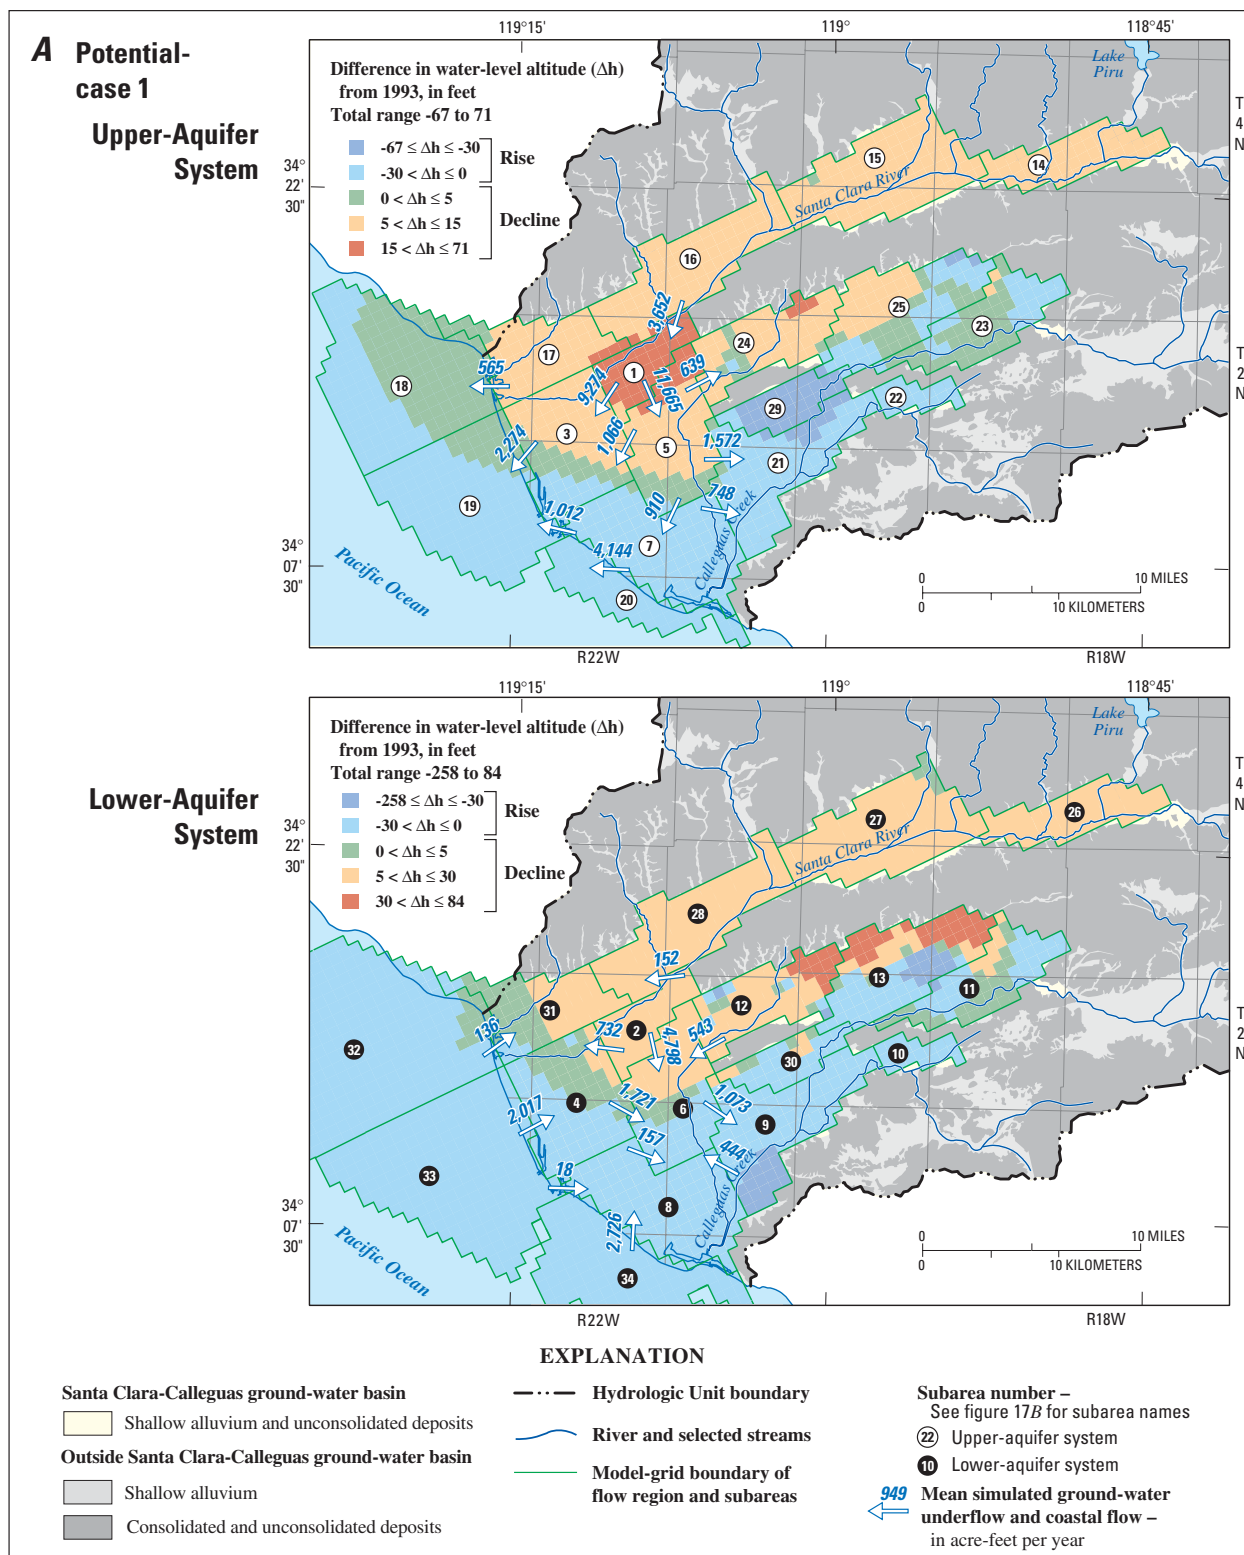 A Potential-
case 1
Upper-Aquifer
System
119°15'
119°
118°45'
Difference in water-level altitude (Δh)
from 1993, in feet
Total range -67 to 71
-67 ≤ Δh ≤ -30
-30 < Δh ≤ 0
Rise
0 < Δh ≤ 5
5 < Δh ≤ 15
15 < Δh ≤ 71
Decline
Lake
Piru
T
4
N
34°
22'
30"
15
14
Santa Clara River
16
3,652
25
23
24
17
565
18
1
639
9,274
11,665
T
2
N
22
29
3
1,066
5
1,572
21
2,274
19
1,012
910
748
7
4,144
Calleguas Creek
34°
07'
30"
Pacific Ocean
20
0 10 MILES
0 10 KILOMETERS
R22W
R18W
Lower-Aquifer
System
119°15'
119°
118°45'
Difference in water-level altitude (Δh)
from 1993, in feet
Total range -258 to 84
-258 ≤ Δh ≤ -30
-30 < Δh ≤ 0
Rise
0 < Δh ≤ 5
5 < Δh ≤ 30
30 < Δh ≤ 84
Decline
Lake
Piru
T
4
N
34°
22'
30"
27
26
Santa Clara River
28
152
13
11
12
31
2
136
732
4,798
543
32
30
10
T
2
N
4
1,721
6
1,073
9
2,017
157
444
33
18
8
2,726
Calleguas Creek
34°
07'
30"
Pacific Ocean
34
0 10 MILES
0 10 KILOMETERS
R22W
R18W
EXPLANATION
Santa Clara-Calleguas ground-water basin
Shallow alluvium and unconsolidated deposits
Outside Santa Clara-Calleguas ground-water basin
Shallow alluvium
Consolidated and unconsolidated deposits
Hydrologic Unit boundary
River and selected streams
Model-grid boundary of
flow region and subareas
Subarea number –
See figure 17B for subarea names
22 Upper-aquifer system
10 Lower-aquifer system
949 Mean simulated ground-water
underflow and coastal flow –
in acre-feet per year